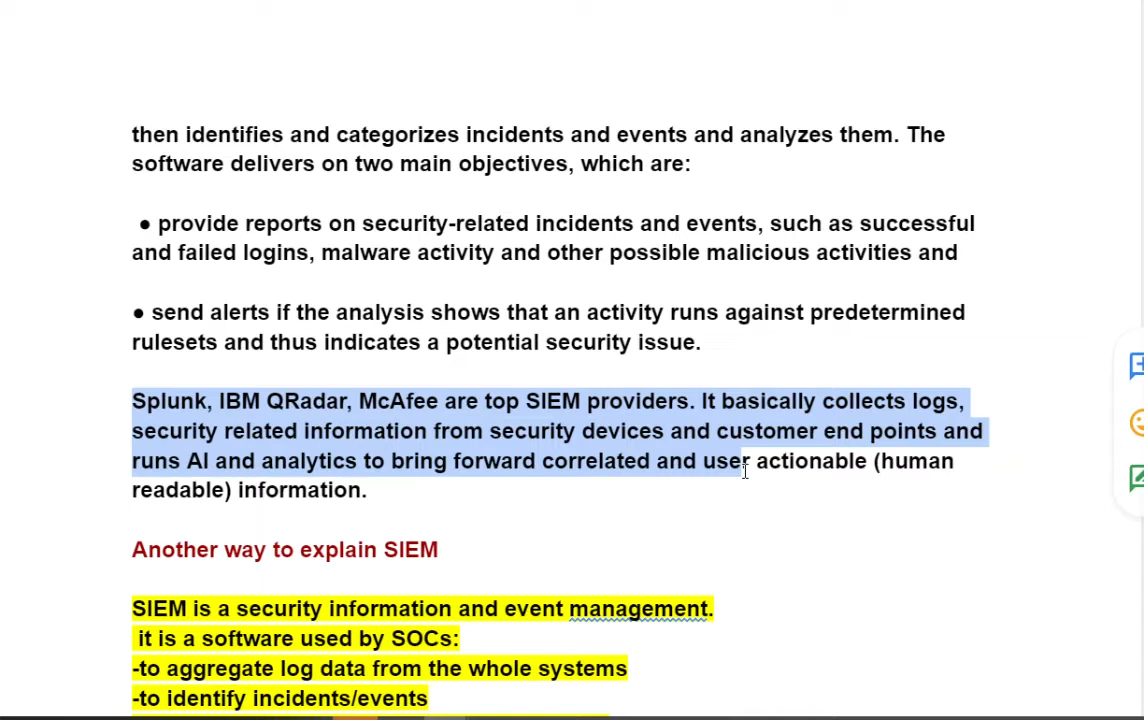 then identifies and categorizes incidents and events and analyzes them. The
software delivers on two main objectives, which are:
● provide reports on security-related incidents and events, such as successful
and failed logins, malware activity and other possible malicious activities and
● send alerts if the analysis shows that an activity runs against predetermined
rulesets and thus indicates a potential security issue.
Splunk, IBM QRadar, McAfee are top SIEM providers. It basically collects logs,
security related information from security devices and customer end points and
runs AI and analytics to bring forward correlated and user actionable (human
readable) information.
Another way to explain SIEM
SIEM is a security information and event management.
it is a software used by SOCs:
-to aggregate log data from the whole systems
-to identify incidents/events